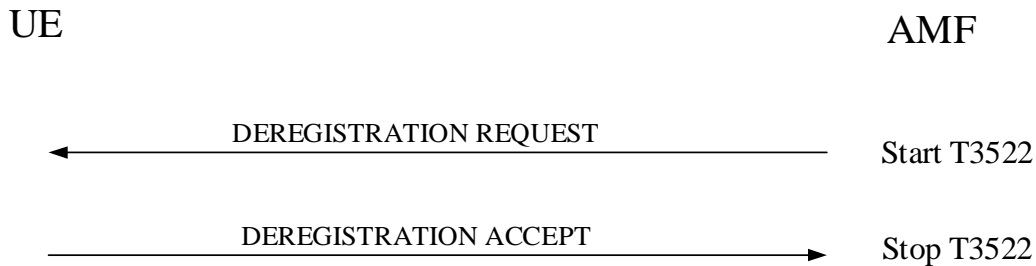 UE
AMF
DEREGISTRATION REQUEST
Start T3522
DEREGISTRATION ACCEPT
Stop T3522